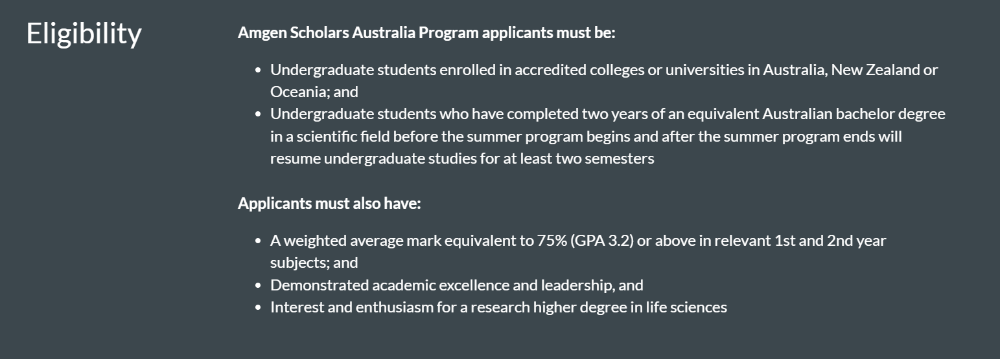 Eligibility
Amgen Scholars Australia Program applicants must be:
• Undergraduate students enrolled in accredited colleges or universities in Australia, New Zealand or
Oceania; and
• Undergraduate students who have completed two years of an equivalent Australian bachelor degree
in a scientific field before the summer program begins and after the summer program ends will
resume undergraduate studies for at least two semesters
Applicants must also have:
• A weighted average mark equivalent to 75% (GPA 3.2) or above in relevant 1st and 2nd year
subjects; and
• Demonstrated academic excellence and leadership, and
• Interest and enthusiasm for a research higher degree in life sciences